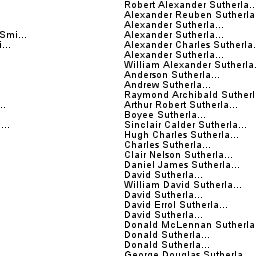 Robert Alexander Sutherla..
Alexander Reuben Sutherla
Alexander Sutherla...
Smi... Alexander Sutherla...
i... Alexander Charles Sutherla.
Alexander Sutherla...
William Alexander Sutherla.
Anderson Sutherla...
Andrew Sutherla...
Raymond Archibald Sutherl
.. Arthur Robert Sutherla...
Boyee Sutherla...
... Sinclair Calder Sutherla...
Hugh Charles Sutherla...
Charles Sutherla...
Clair Nelson Sutherla...
Daniel James Sutherla...
David Sutherla...
William David Sutherla...
David Sutherla...
David Errol Sutherla...
David Sutherla...
Donald McLennan Sutherla
Donald Sutherla...
Donald Sutherla...
George Douglas Sutherla